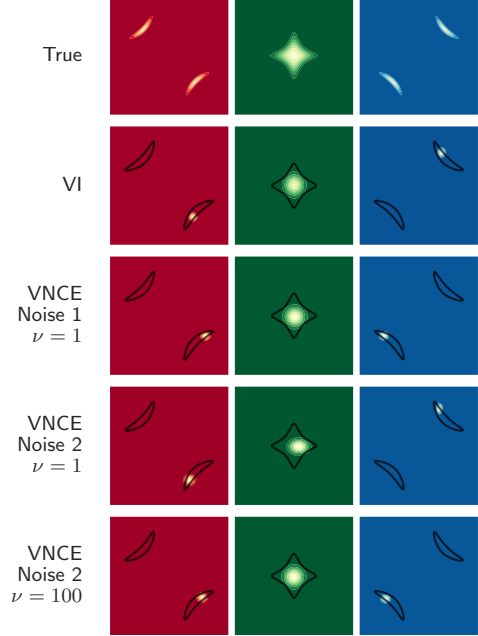 True
VI
VNCE
Noise 1
ν = 1
VNCE
Noise 2
ν = 1
VNCE
Noise 2
ν = 100